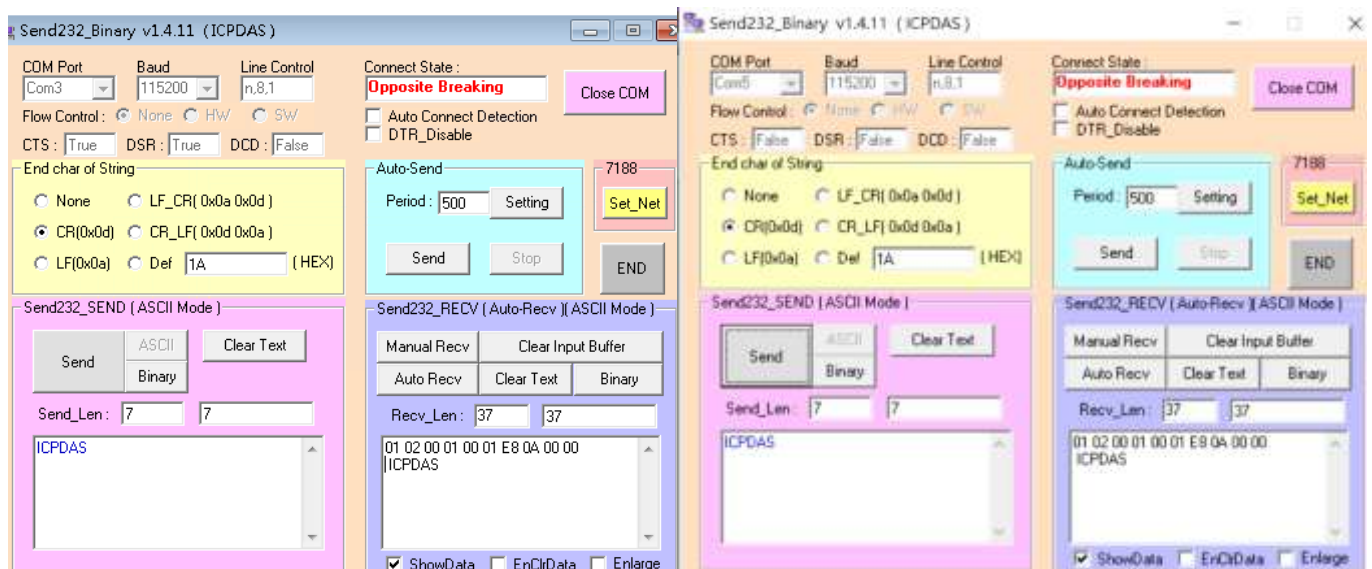 Send232_Binary v1.4.11 (ICPDAS)
COM Port Baud Line Control Connect State :
Com3 115200 n,8,1 Opposite Breaking Close COM
Flow Control : None HW SW Auto Connect Detection
DTR_Disable
CTS : True DSR : True DCD : False
End char of String Auto-Send 7188
None LF_CR( 0x0a 0x0d ) Period : 500 Setting Set_Net
CR(0x0d) CR_LF( 0x0d 0x0a )
LF(0x0a) Def 1A (HEX) Send Stop END
Send232_SEND ( ASCII Mode ) Send232_RECV ( Auto-Recv )( ASCII Mode )
Send ASCII Clear Text Manual Recv Clear Input Buffer
Binary Auto Recv Clear Text Binary
Send_Len : 7 7 Recv_Len : 37 37
ICPDAS 01 02 00 01 00 01 E8 0A 00 00
ICPDAS
ShowData EnClrData Enlarge
Send232_Binary v1.4.11 (ICPDAS)
COM Port Baud Line Control Connect State :
Com5 115200 n,8,1 Opposite Breaking Close COM
Flow Control : None HW SW Auto Connect Detection
DTR_Disable
CTS : False DSR : False DCD : False
End char of String Auto-Send 7188
None LF_CR( 0x0a 0x0d ) Period : 500 Setting Set_Net
CR(0x0d) CR_LF( 0x0d 0x0a )
LF(0x0a) Def 1A (HEX) Send Stop END
Send232_SEND ( ASCII Mode ) Send232_RECV ( Auto-Recv )( ASCII Mode )
Send ASCII Clear Text Manual Recv Clear Input Buffer
Binary Auto Recv Clear Text Binary
Send_Len : 7 7 Recv_Len : 37 37
ICPDAS 01 02 00 01 00 01 E8 0A 00 00
ICPDAS
ShowData EnClrData Enlarge